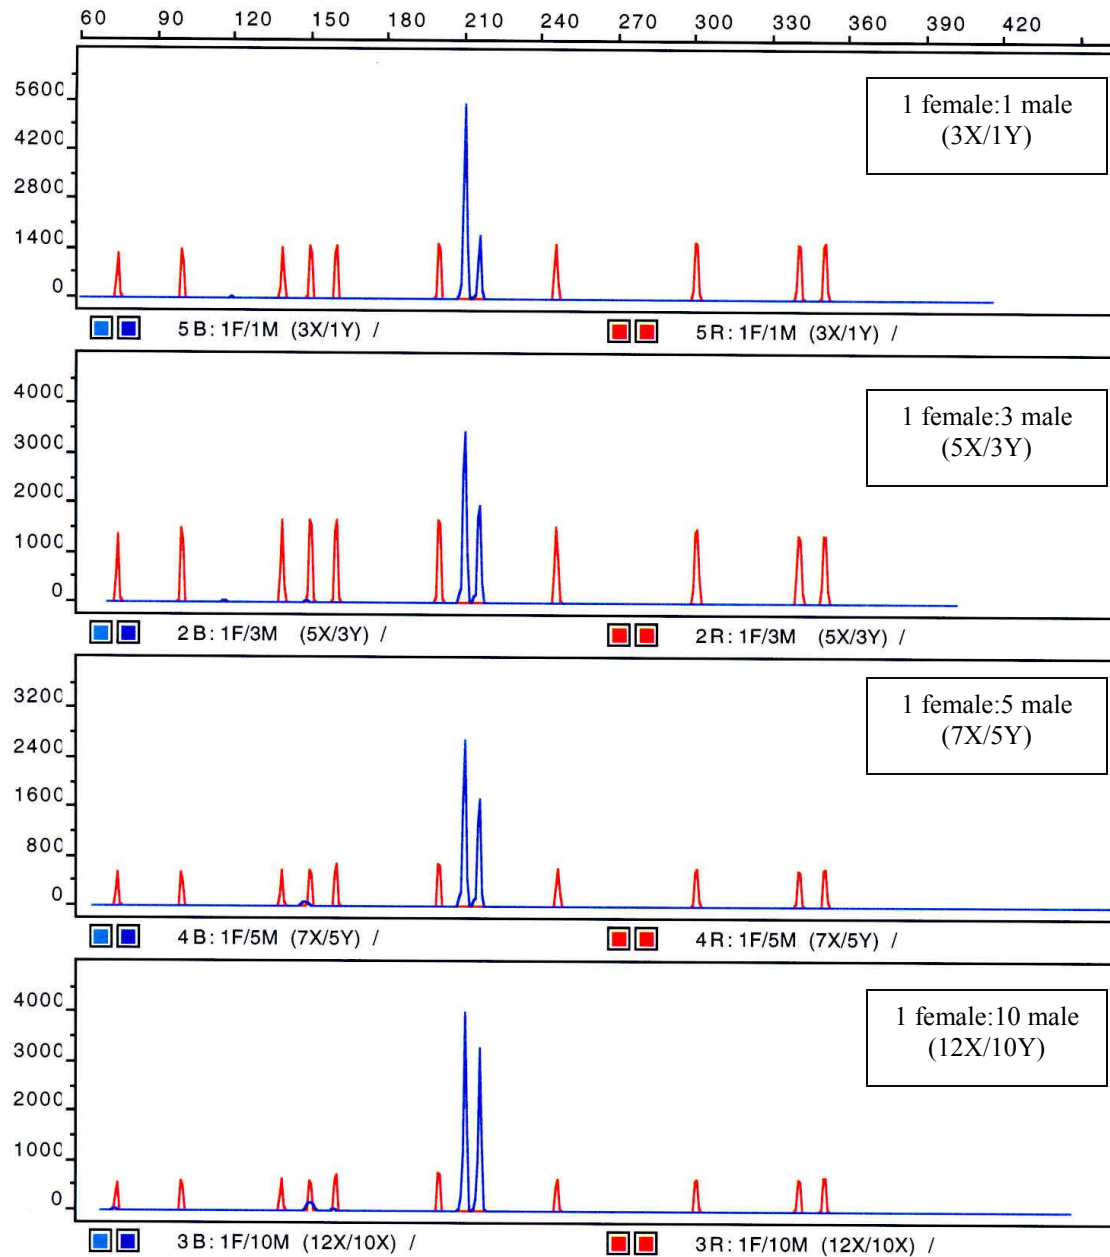 60 90 120 150 180 210 240 270 300 330 360 390 420
5600
4200
2800
1400
0
1 female:1 male
(3X/1Y)
5B: 1F/1M (3X/1Y) / 5R: 1F/1M (3X/1Y) /
4000
3000
2000
1000
0
1 female:3 male
(5X/3Y)
2B: 1F/3M (5X/3Y) / 2R: 1F/3M (5X/3Y) /
3200
2400
1600
800
0
1 female:5 male
(7X/5Y)
4B: 1F/5M (7X/5Y) / 4R: 1F/5M (7X/5Y) /
4000
3000
2000
1000
0
1 female:10 male
(12X/10Y)
3B: 1F/10M (12X/10X) / 3R: 1F/10M (12X/10X) /